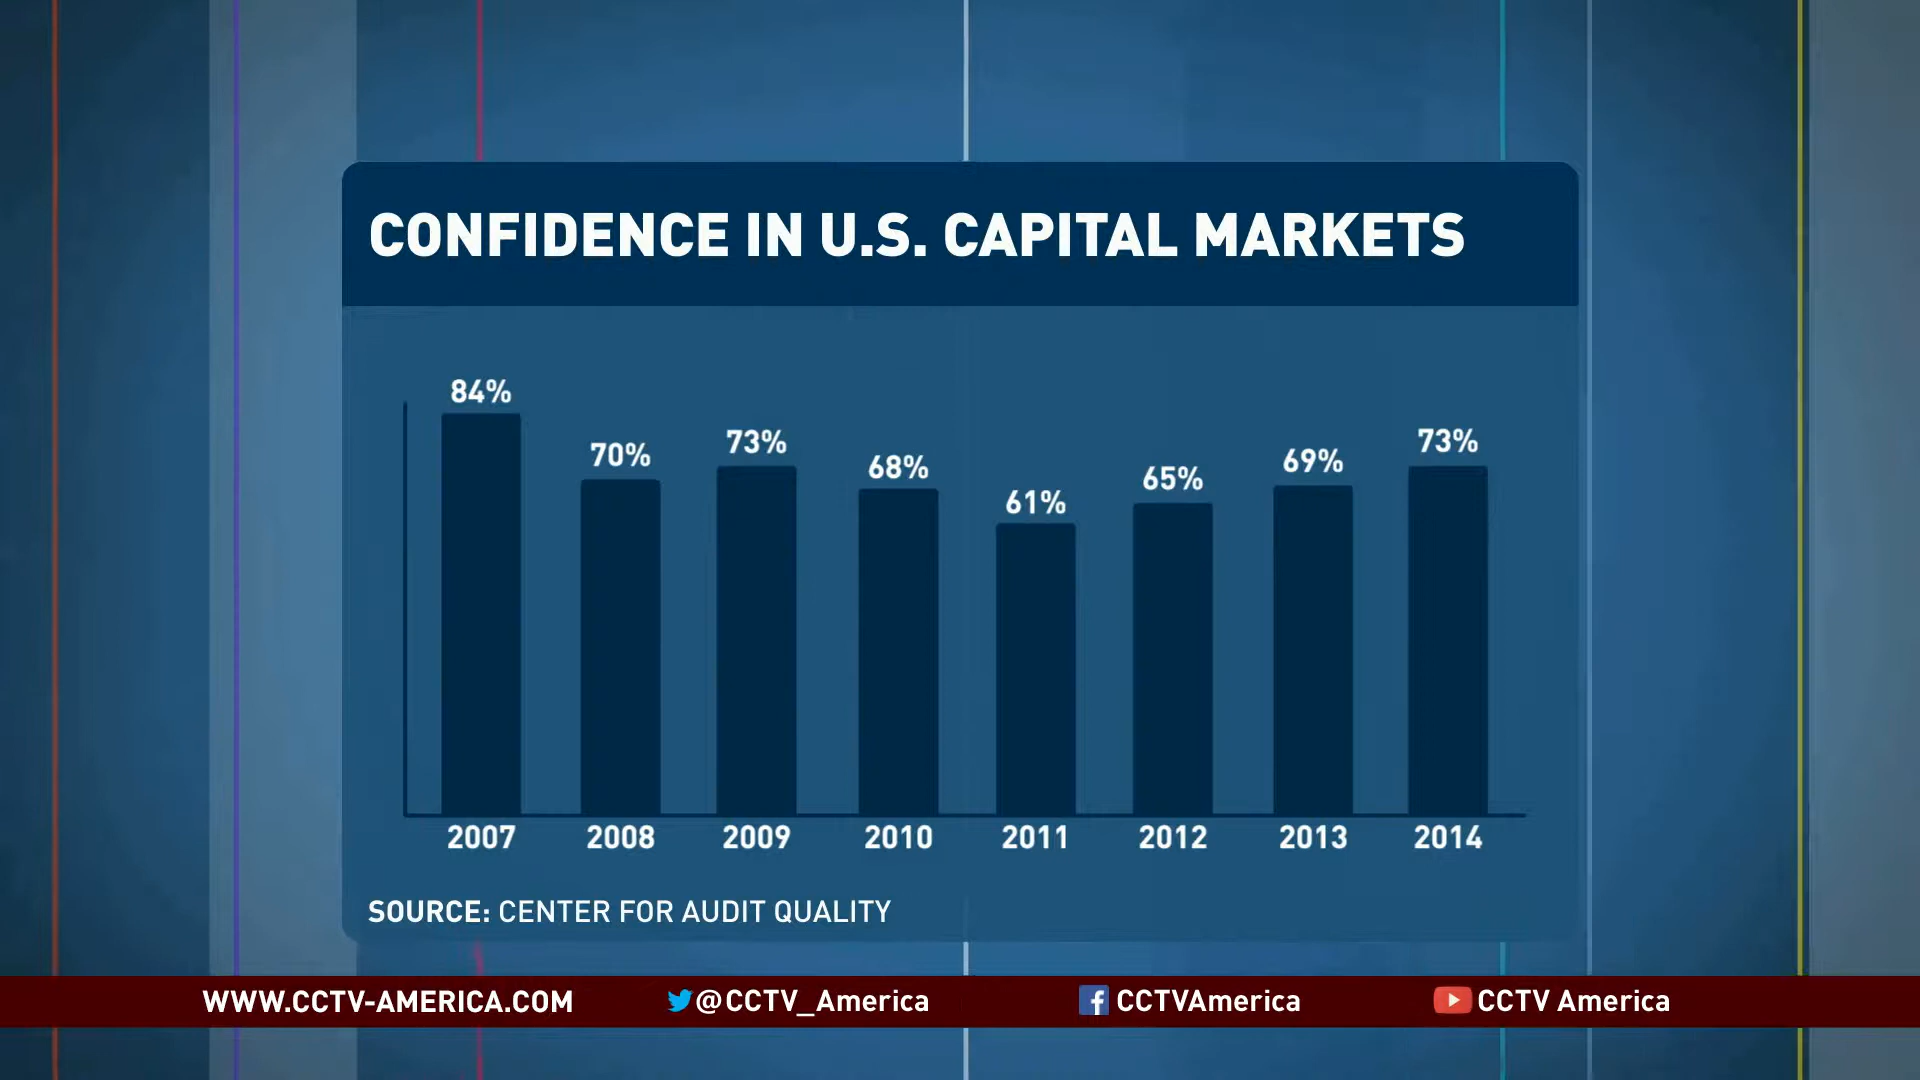 CONFIDENCE IN U.S. CAPITAL MARKETS
84%
70%
73%
68%
61%
65%
69%
73%
2007 2008 2009 2010 2011 2012 2013 2014
SOURCE: CENTER FOR AUDIT QUALITY
WWW.CCTV-AMERICA.COM @CCTV_America CCTVAmerica CCTV America